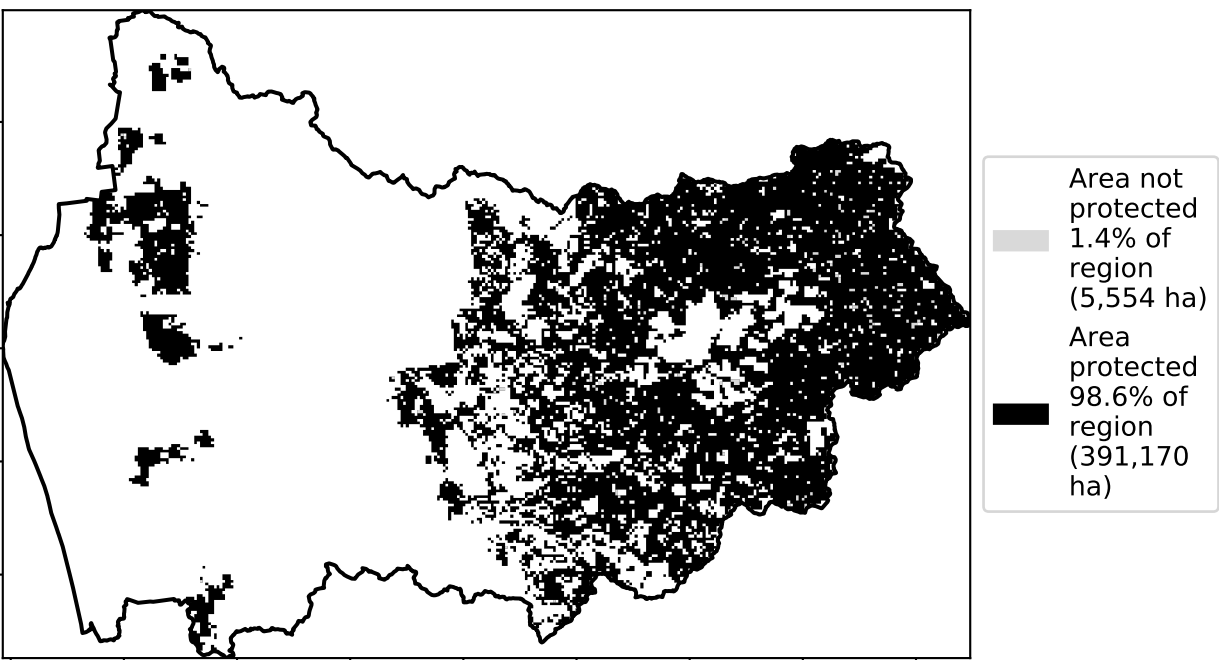 Area not
protected
1.4% of
region
(5,554 ha)
Area
protected
98.6% of
region
(391,170
ha)